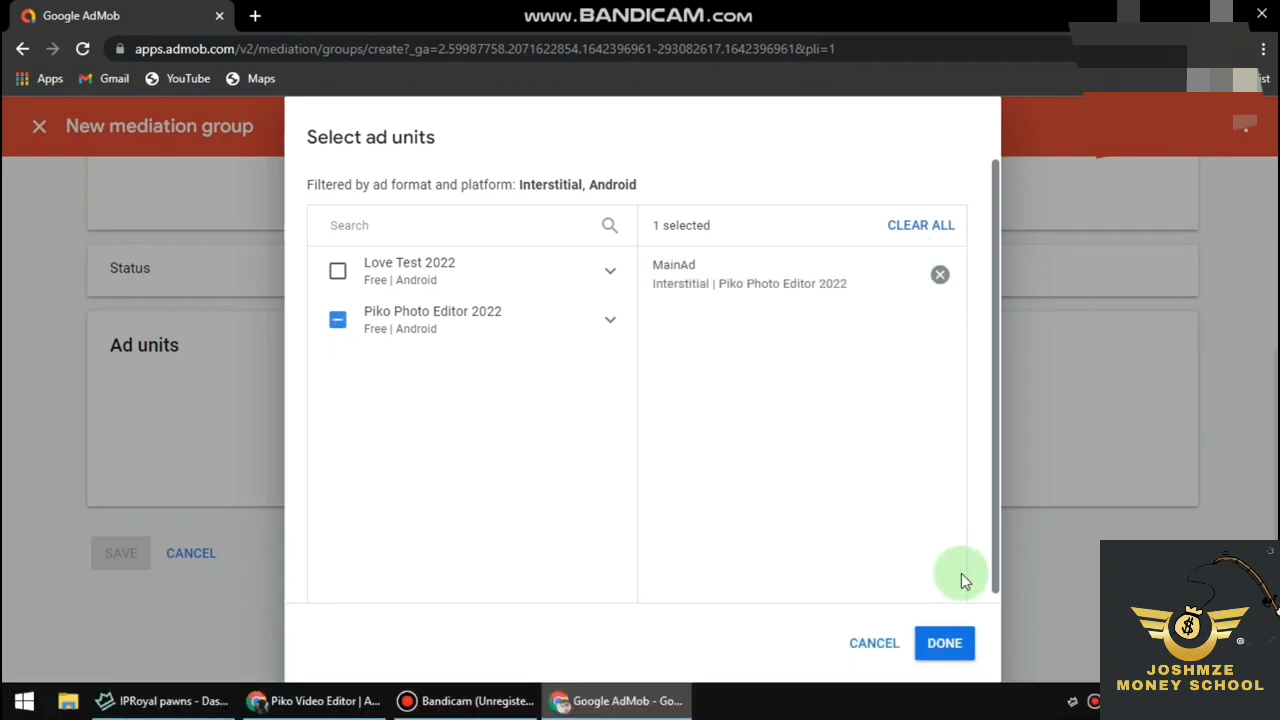 Google AdMob
www.BANDICAM.com
apps.admob.com/v2/mediation/groups/create?_ga=2.59987758.2071622854.1642396961-293082617.1642396961&pli=1
Apps
Gmail
YouTube
Maps
ist
New mediation group
Select ad units
Filtered by ad format and platform: Interstitial, Android
Search
1 selected
CLEAR ALL
Love Test 2022
Free | Android
MainAd
Interstitial | Piko Photo Editor 2022
Piko Photo Editor 2022
Free | Android
Status
Ad units
SAVE
CANCEL
CANCEL
DONE
JOSHMZE
MONEY SCHOOL
IPRoyal pawns - Das...
Piko Video Editor | A...
Bandicam (Unregiste...
Google AdMob - Go...